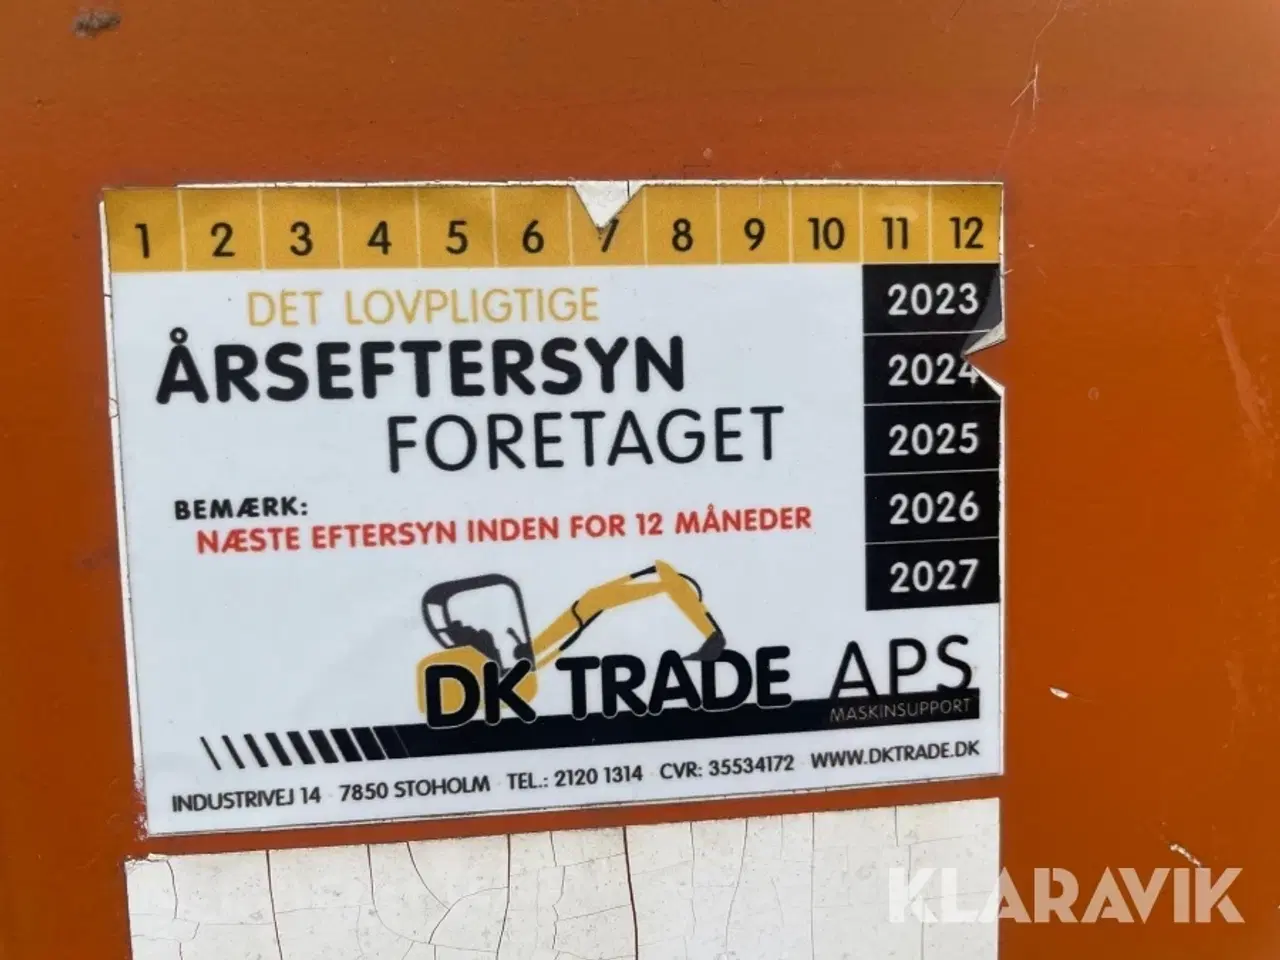 1 2 3 4 5 6 7 8 9 10 11 12
DET LOVPLIGTIGE
ÅRSEFTERSYN
FORETAGET
BEMÆRK:
NÆSTE EFTERSYN INDEN FOR 12 MÅNEDER
2023
2024
2025
2026
2027
DK TRADE APS
MASKINSUPPORT
INDUSTRIVEJ 14 7850 STOHOLM TEL.: 2120 1314 CVR: 35534172 WWW.DKTRADE.DK
KLARAVIK